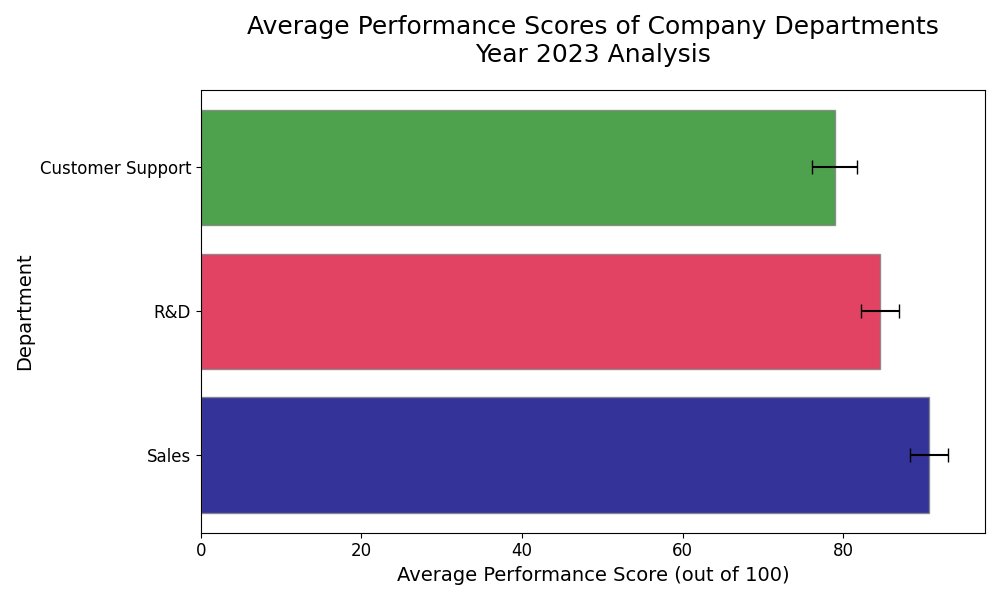 Average Performance Scores of Company Departments
Year 2023 Analysis
Department
Customer Support
R&D
Sales
0
20
40
60
80
Average Performance Score (out of 100)